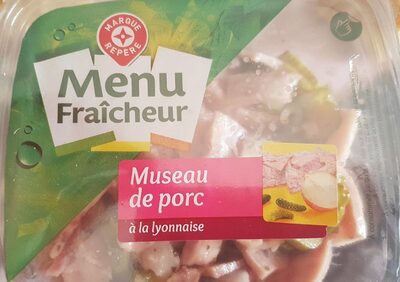 MARQUE
REPÈRE
Menu
Fraîcheur
Museau
de porc
à la lyonnaise